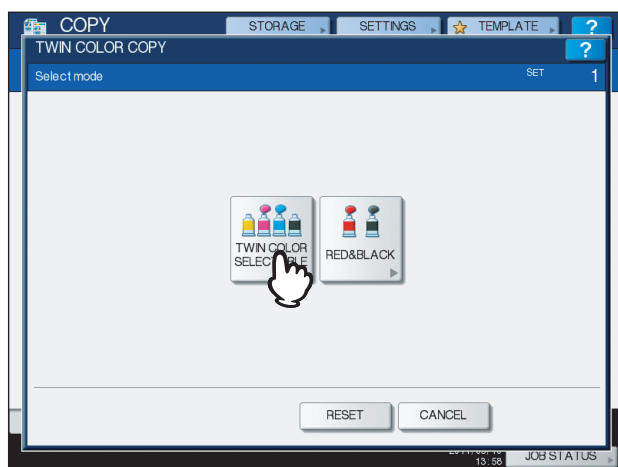 COPY STORAGE SETTINGS TEMPLATE ?
TWIN COLOR COPY ?
Select mode SET 1
TWIN COLOR
RED&BLACK
RESET CANCEL
13:58 JOB STATUS